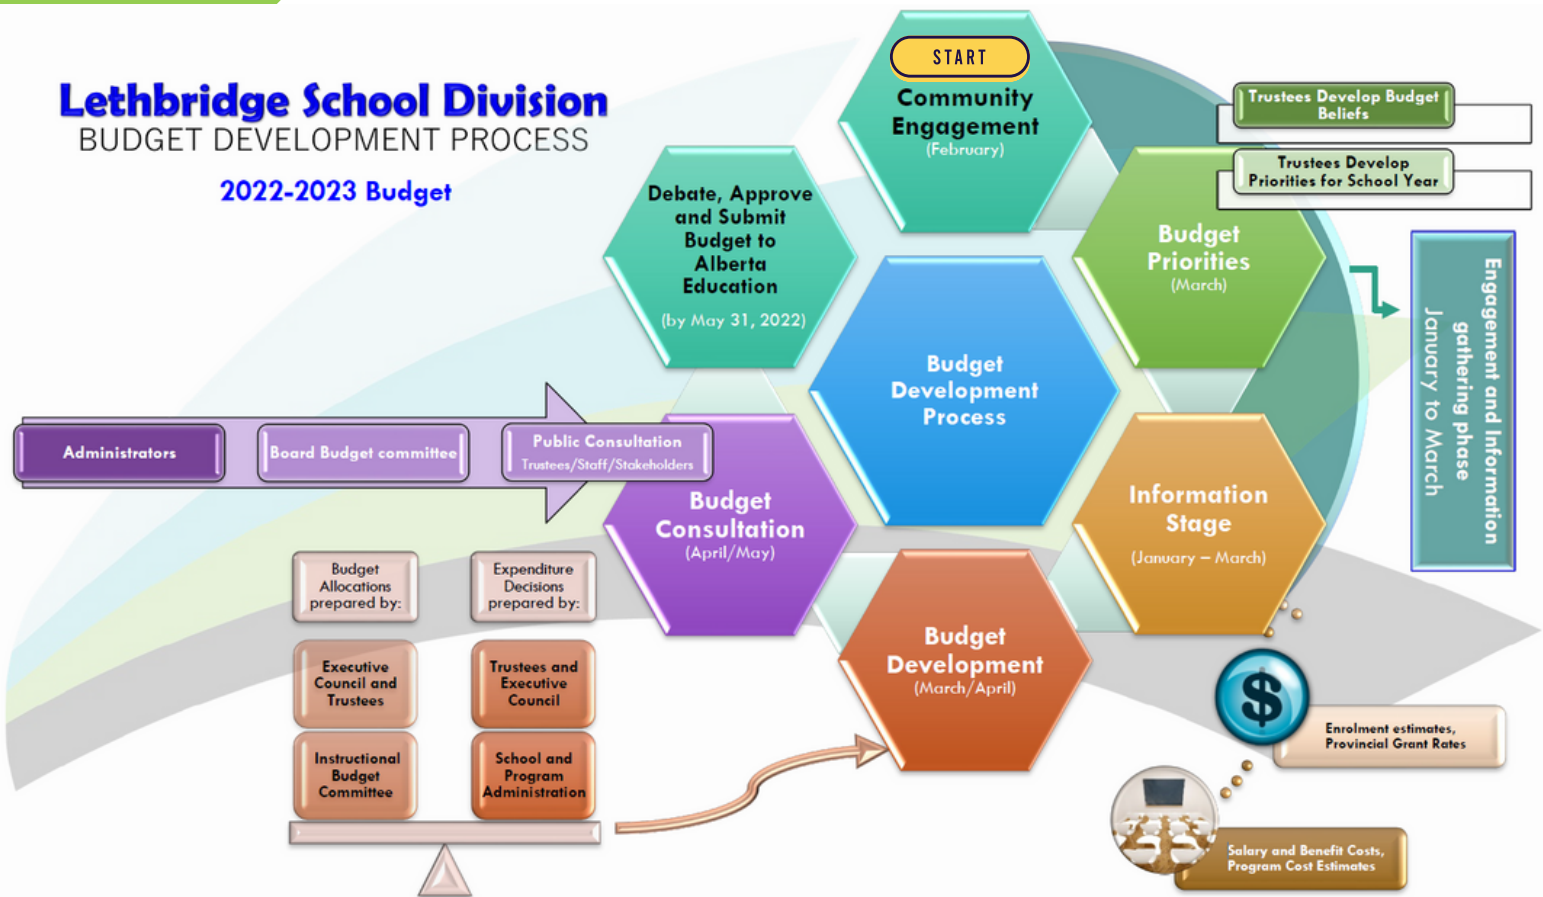 Lethbridge School Division
BUDGET DEVELOPMENT PROCESS
2022-2023 Budget
START
Community
Engagement
(February)
Trustees Develop Budget
Beliefs
Trustees Develop
Priorities for School Year
Budget
Priorities
(March)
Engagement and Information
gathering phase
January to March
Debate, Approve
and Submit
Budget to
Alberta
Education
(by May 31, 2022)
Budget
Development
Process
Administrators
Board Budget committee
Public Consultation
Trustees/Staff/Stakeholders
Budget
Consultation
(April/May)
Information
Stage
(January – March)
Budget
Development
(March/April)
Budget
Allocations
prepared by:
Expenditure
Decisions
prepared by:
Executive
Council and
Trustees
Trustees and
Executive
Council
Instructional
Budget
Committee
School and
Program
Administration
$
Enrolment estimates,
Provincial Grant Rates
Salary and Benefit Costs,
Program Cost Estimates